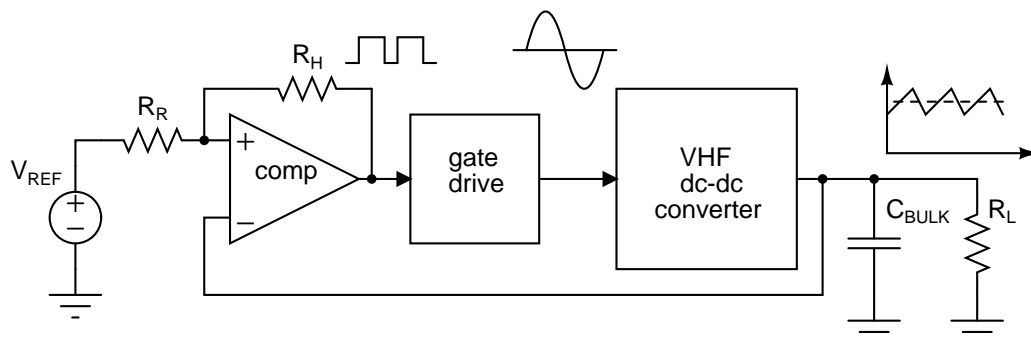 R_H
R_R
V_REF
+
−
+
−
comp
gate
drive
VHF
dc-dc
converter
C_BULK
R_L